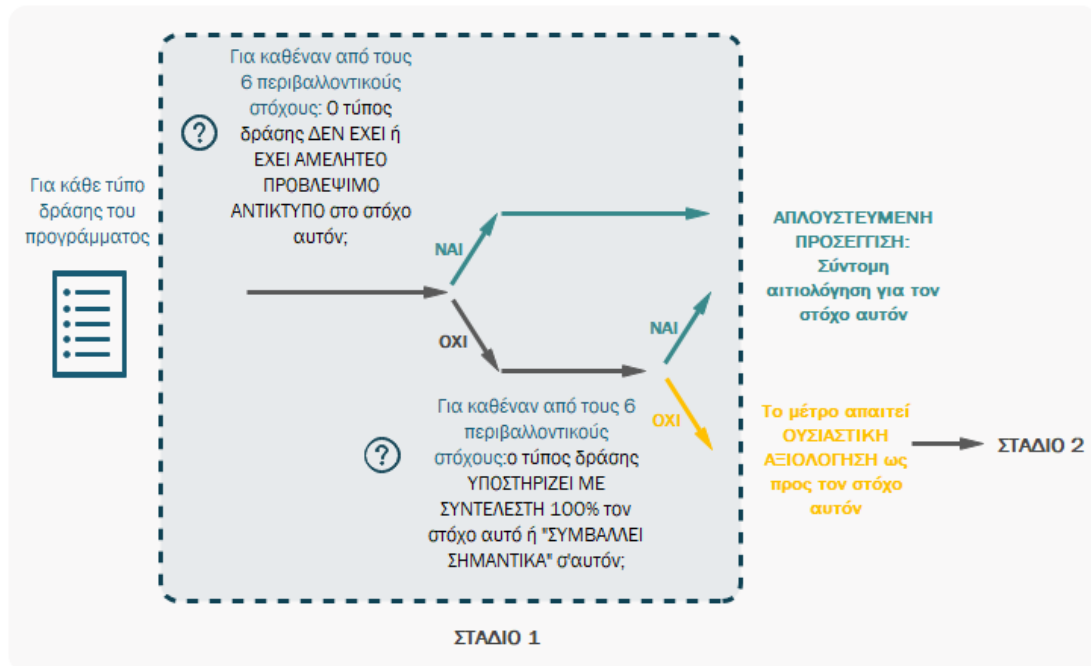 Για καθέναν από τους
6 περιβαλλοντικούς
στόχους: Ο τύπος
δράσης ΔΕΝ ΕΧΕΙ ή
ΕΧΕΙ ΑΜΕΛΗΤΕΟ
ΠΡΟΒΛΕΨΙΜΟ
ΑΝΤΙΚΤΥΠΟ στο στόχο
αυτόν;
?
Για κάθε τύπο
δράσης του
προγράμματος
ΝΑΙ
ΟΧΙ
ΑΠΛΟΥΣΤΕΥΜΕΝΗ
ΠΡΟΣΕΓΓΙΣΗ:
Σύντομη
αιτιολόγηση για τον
στόχο αυτόν
ΝΑΙ
ΟΧΙ
Για καθέναν από τους 6
περιβαλλοντικούς
στόχους:ο τύπος δράσης
ΥΠΟΣΤΗΡΙΖΕΙ ΜΕ
ΣΥΝΤΕΛΕΣΤΗ 100% τον
στόχο αυτό ή "ΣΥΜΒΑΛΛΕΙ
ΣΗΜΑΝΤΙΚΑ" σ'αυτόν;
?
Το μέτρο απαιτεί
ΟΥΣΙΑΣΤΙΚΗ
ΑΞΙΟΛΟΓΗΣΗ ως
προς τον στόχο
αυτόν
ΣΤΑΔΙΟ 2
ΣΤΑΔΙΟ 1